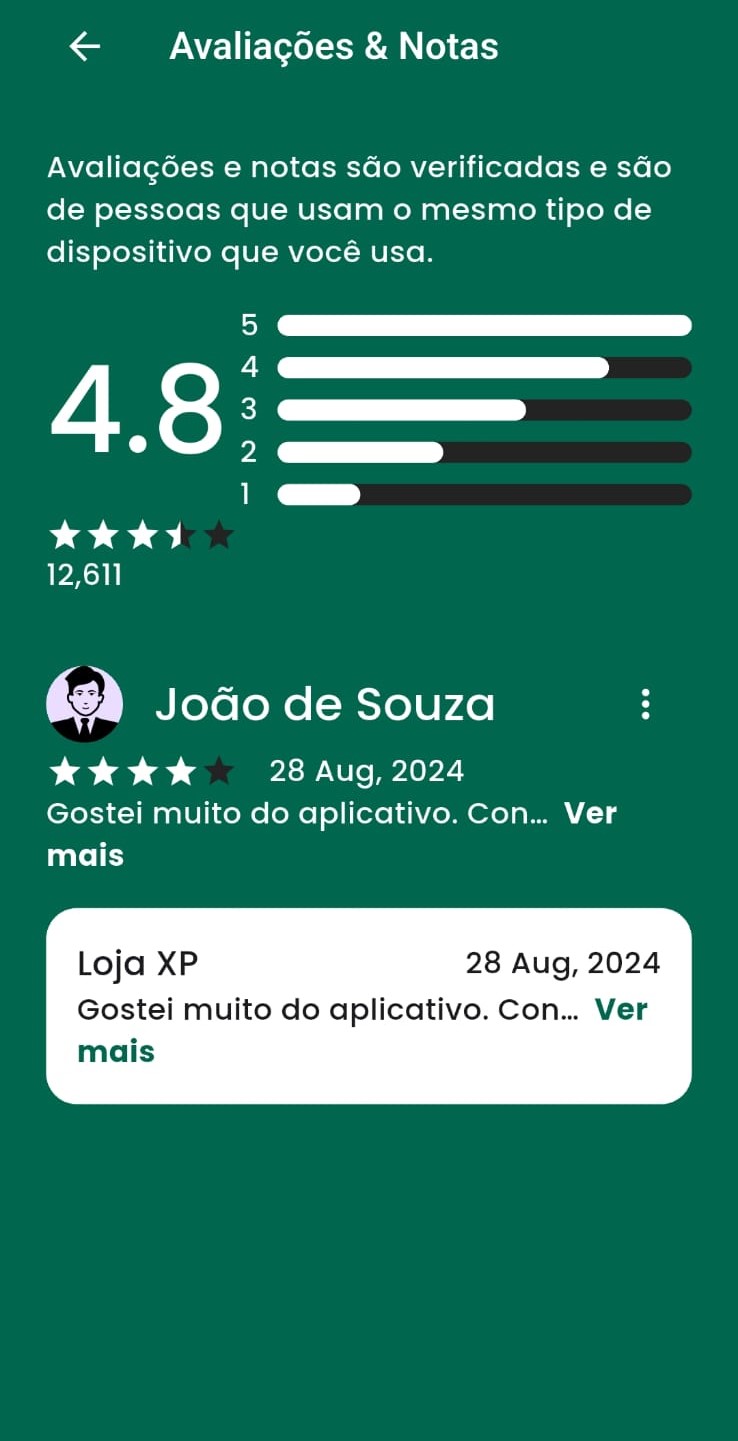 Avaliações & Notas
Avaliações e notas são verificadas e são
de pessoas que usam o mesmo tipo de
dispositivo que você usa.
4.8
5
4
3
2
1
12,611
João de Souza
28 Aug, 2024
Gostei muito do aplicativo. Con... Ver
mais
Loja XP 28 Aug, 2024
Gostei muito do aplicativo. Con... Ver
mais